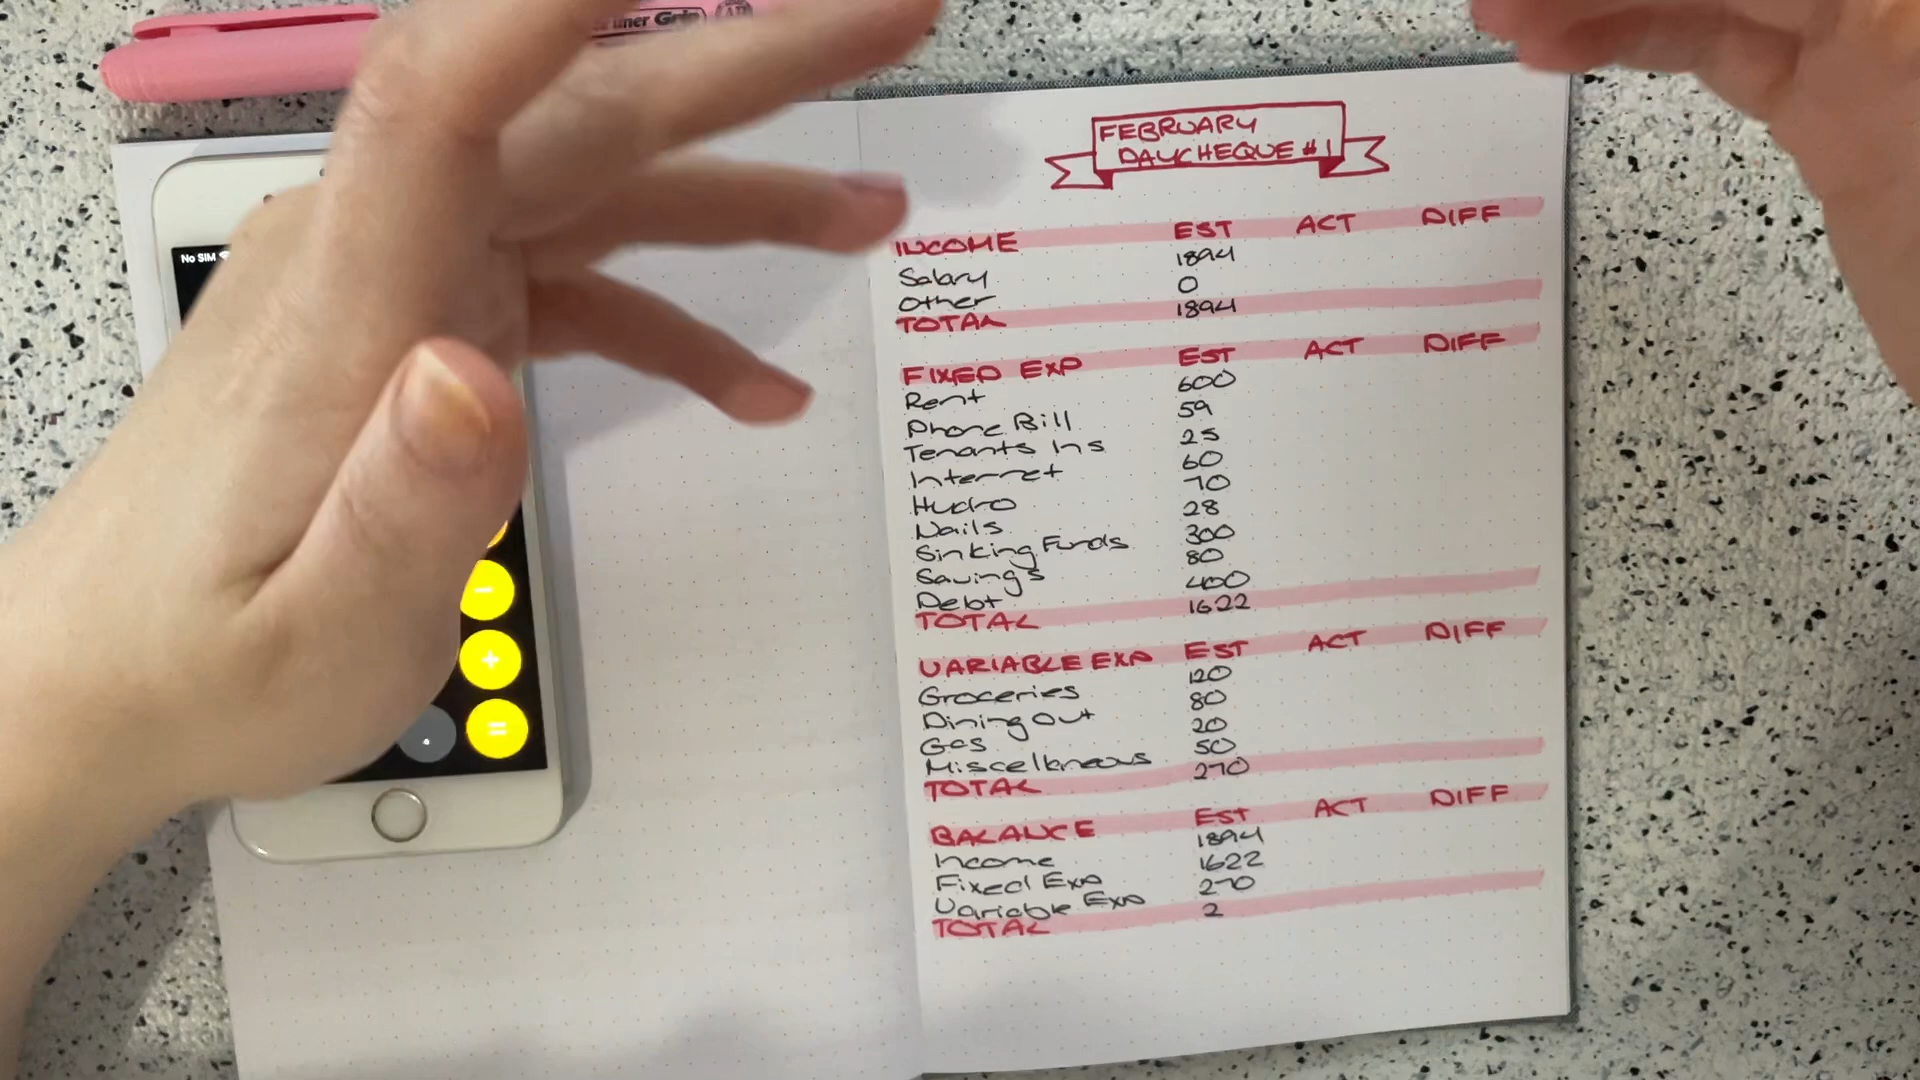 liner Grip
No SIM
-
+
=
.
FEBRUARY
PAYCHEQUE #1
INCOME EST ACT DIFF
Salary 1894
Other 0
TOTAL 1894
FIXED EXP EST ACT DIFF
Rent 600
Phone Bill 59
Tenants Ins 25
Internet 60
Hydro 70
Nails 28
Sinking Funds 300
Savings 80
Debt 400
TOTAL 1622
VARIABLE EXP EST ACT DIFF
Groceries 120
Dining Out 80
Gas 20
Miscellaneous 50
TOTAL 270
BALANCE EST ACT DIFF
Income 1894
Fixed Exp 1622
Variable Exp 270
TOTAL 2